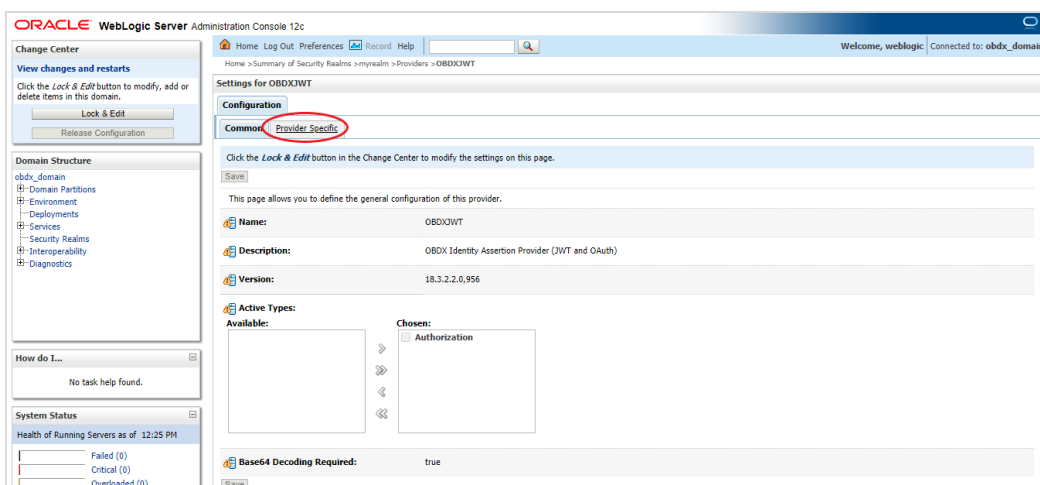 ORACLE WebLogic Server Administration Console 12c
Change Center
View changes and restarts
Click the Lock & Edit button to modify, add or
delete items in this domain.
Lock & Edit
Release Configuration
Domain Structure
obdx_domain
Domain Partitions
Environment
Deployments
Services
Security Realms
Interoperability
Diagnostics
How do I...
No task help found.
System Status
Health of Running Servers as of 12:25 PM
Failed (0)
Critical (0)
Overloaded (0)
Home Log Out Preferences Record Help
Welcome, weblogic Connected to: obdx_domain
Home >Summary of Security Realms >myrealm >Providers >OBDXJWT
Settings for OBDXJWT
Configuration
Common Provider Specific
Click the Lock & Edit button in the Change Center to modify the settings on this page.
Save
This page allows you to define the general configuration of this provider.
Name: OBDXJWT
Description: OBDX Identity Assertion Provider (JWT and OAuth)
Version: 18.3.2.2.0,956
Active Types:
Available: Chosen:
Authorization
Base64 Decoding Required: true
Save